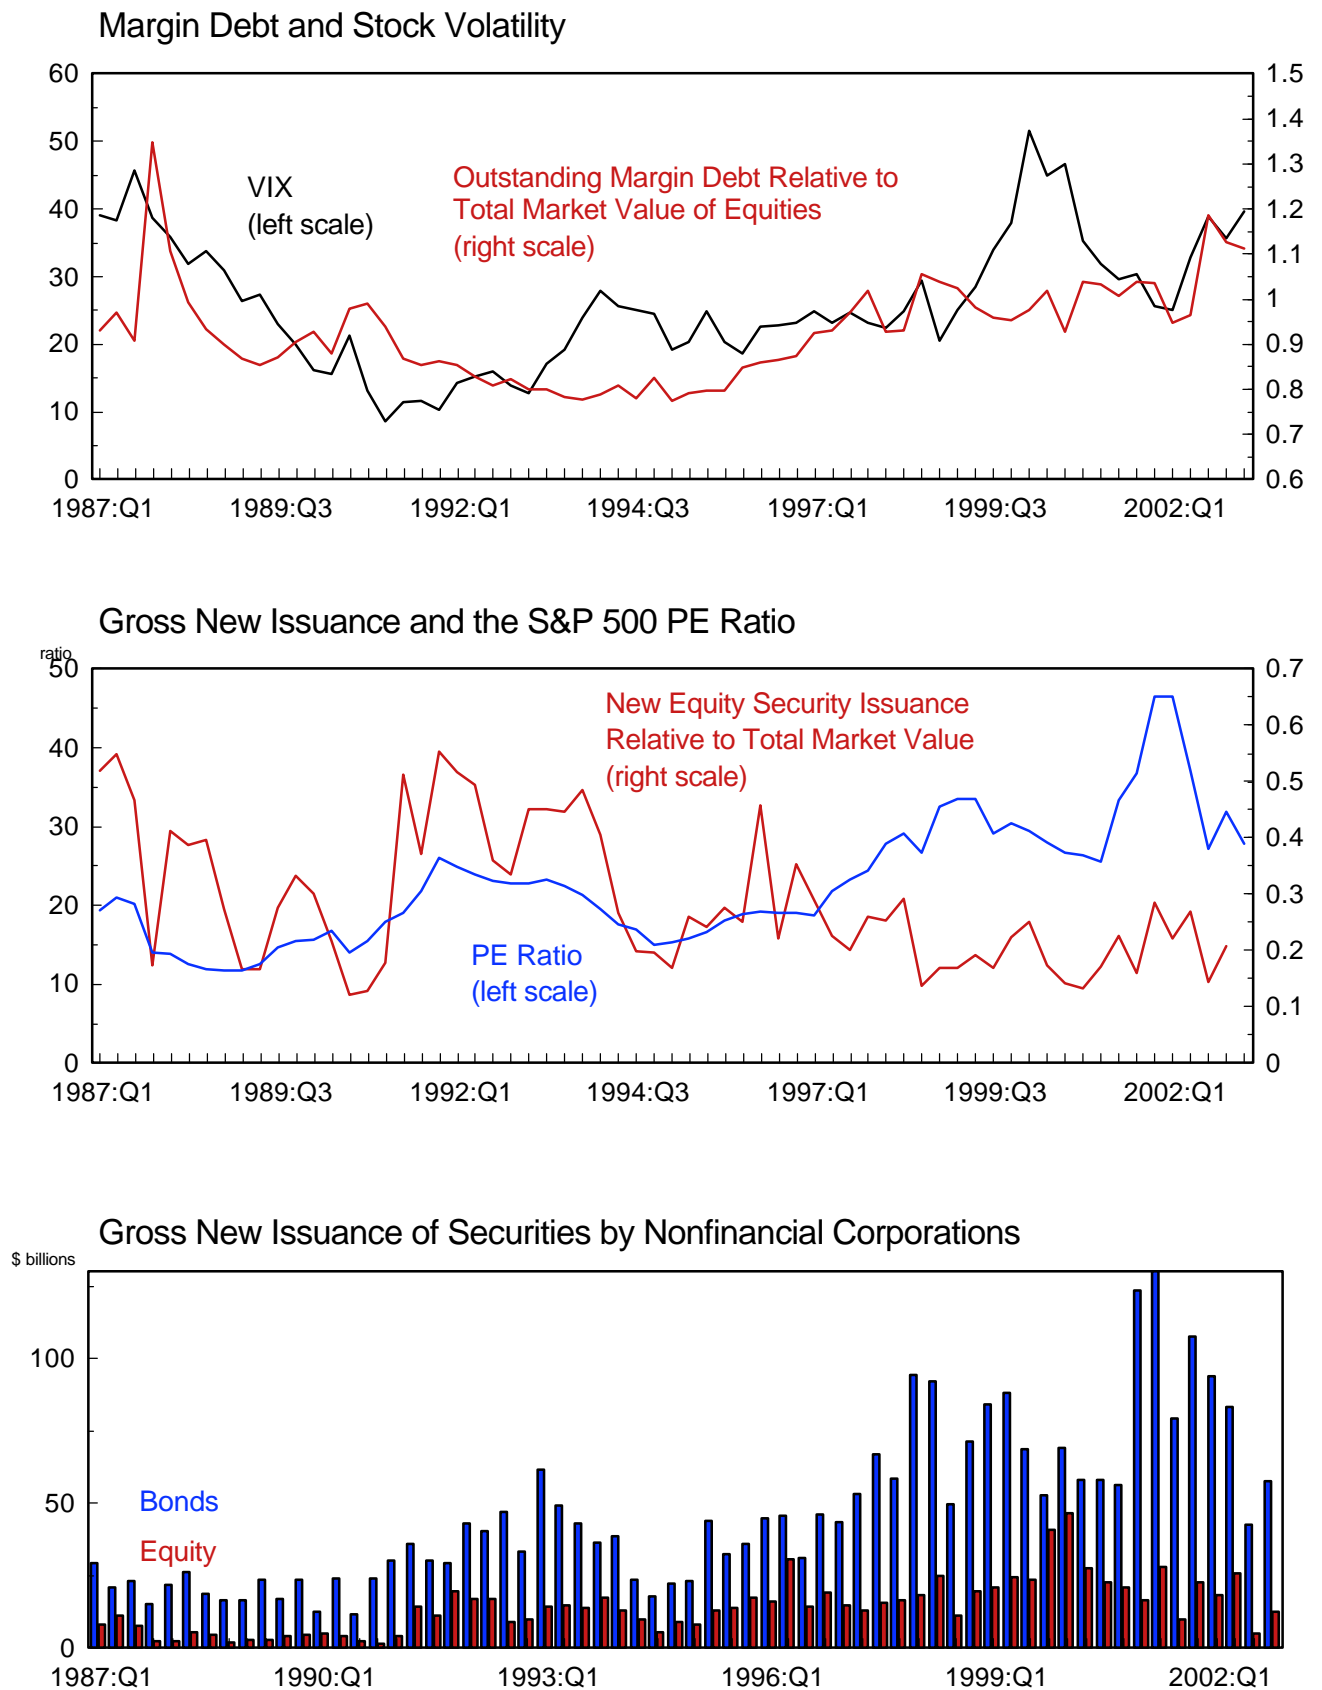 Margin Debt and Stock Volatility
60
50
40
30
20
10
0
1.5
1.4
1.3
1.2
1.1
1
0.9
0.8
0.7
0.6
VIX
(left scale)
Outstanding Margin Debt Relative to
Total Market Value of Equities
(right scale)
1987:Q1 1989:Q3 1992:Q1 1994:Q3 1997:Q1 1999:Q3 2002:Q1
Gross New Issuance and the S&P 500 PE Ratio
ratio
50
40
30
20
10
0
0.7
0.6
0.5
0.4
0.3
0.2
0.1
0
New Equity Security Issuance
Relative to Total Market Value
(right scale)
PE Ratio
(left scale)
1987:Q1 1989:Q3 1992:Q1 1994:Q3 1997:Q1 1999:Q3 2002:Q1
Gross New Issuance of Securities by Nonfinancial Corporations
$ billions
100
50
0
Bonds
Equity
1987:Q1 1990:Q1 1993:Q1 1996:Q1 1999:Q1 2002:Q1